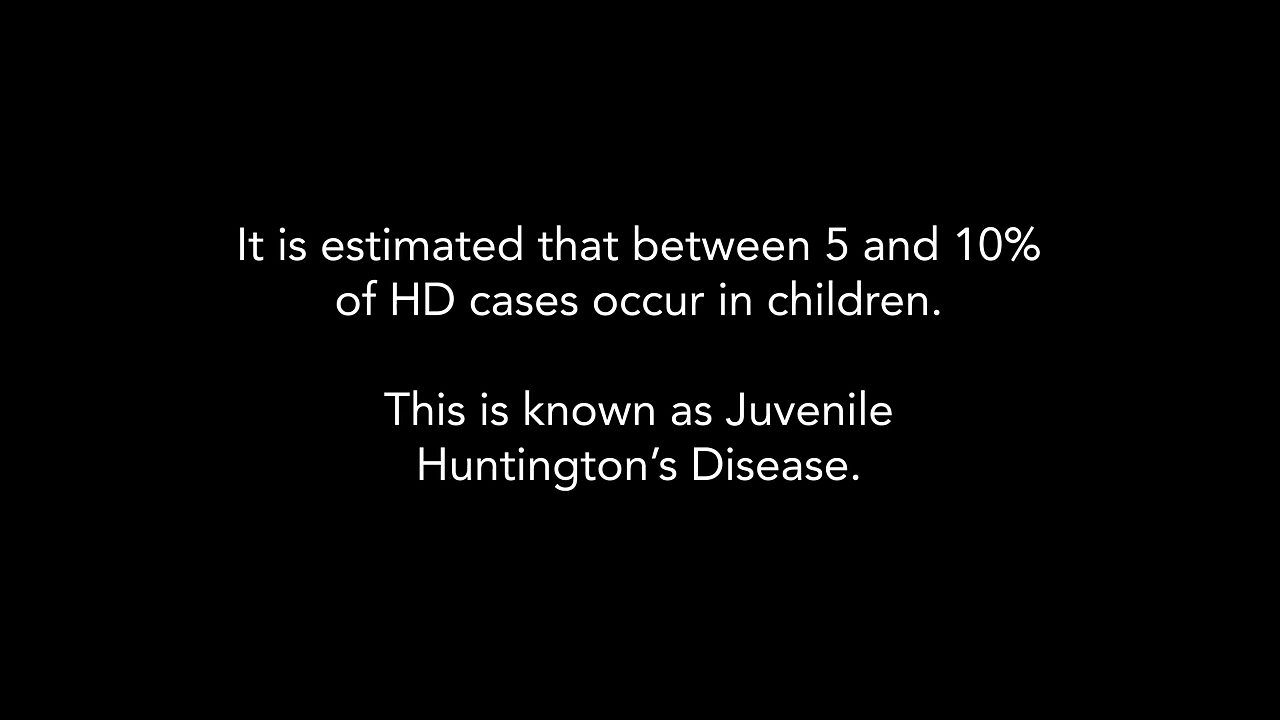 It is estimated that between 5 and 10%
of HD cases occur in children.
This is known as Juvenile
Huntington’s Disease.